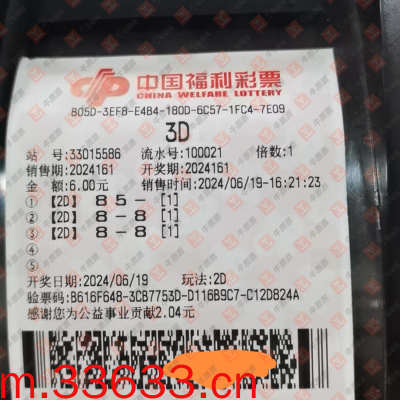 中国福利彩票
CHINA WELFARE LOTTERY
805D-3EF8-E4B4-180D-6C57-1FC4-7E09
3D
站 号:33015586 流水号:100021 倍数:1
销售期:2024161 开奖期:2024161
金 额:6.00元 销售时间:2024/06/19-16:21:23
① 【2D】 8 5 - [1]
② 【2D】 8 - 8 [1]
③ 【2D】 8 - 8 [1]
④
⑤
开奖日期:2024/06/19 玩法:2D
验票码:B616F648-3CB7753D-D116B9C7-C12D824A
感谢您为公益事业贡献2.04元
m.33633.cn